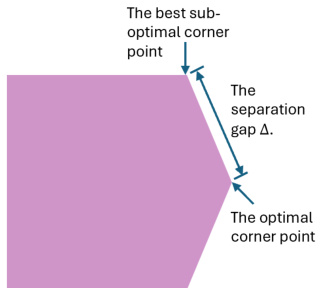 The best sub-
optimal corner
point
The
separation
gap Δ.
The optimal
corner point